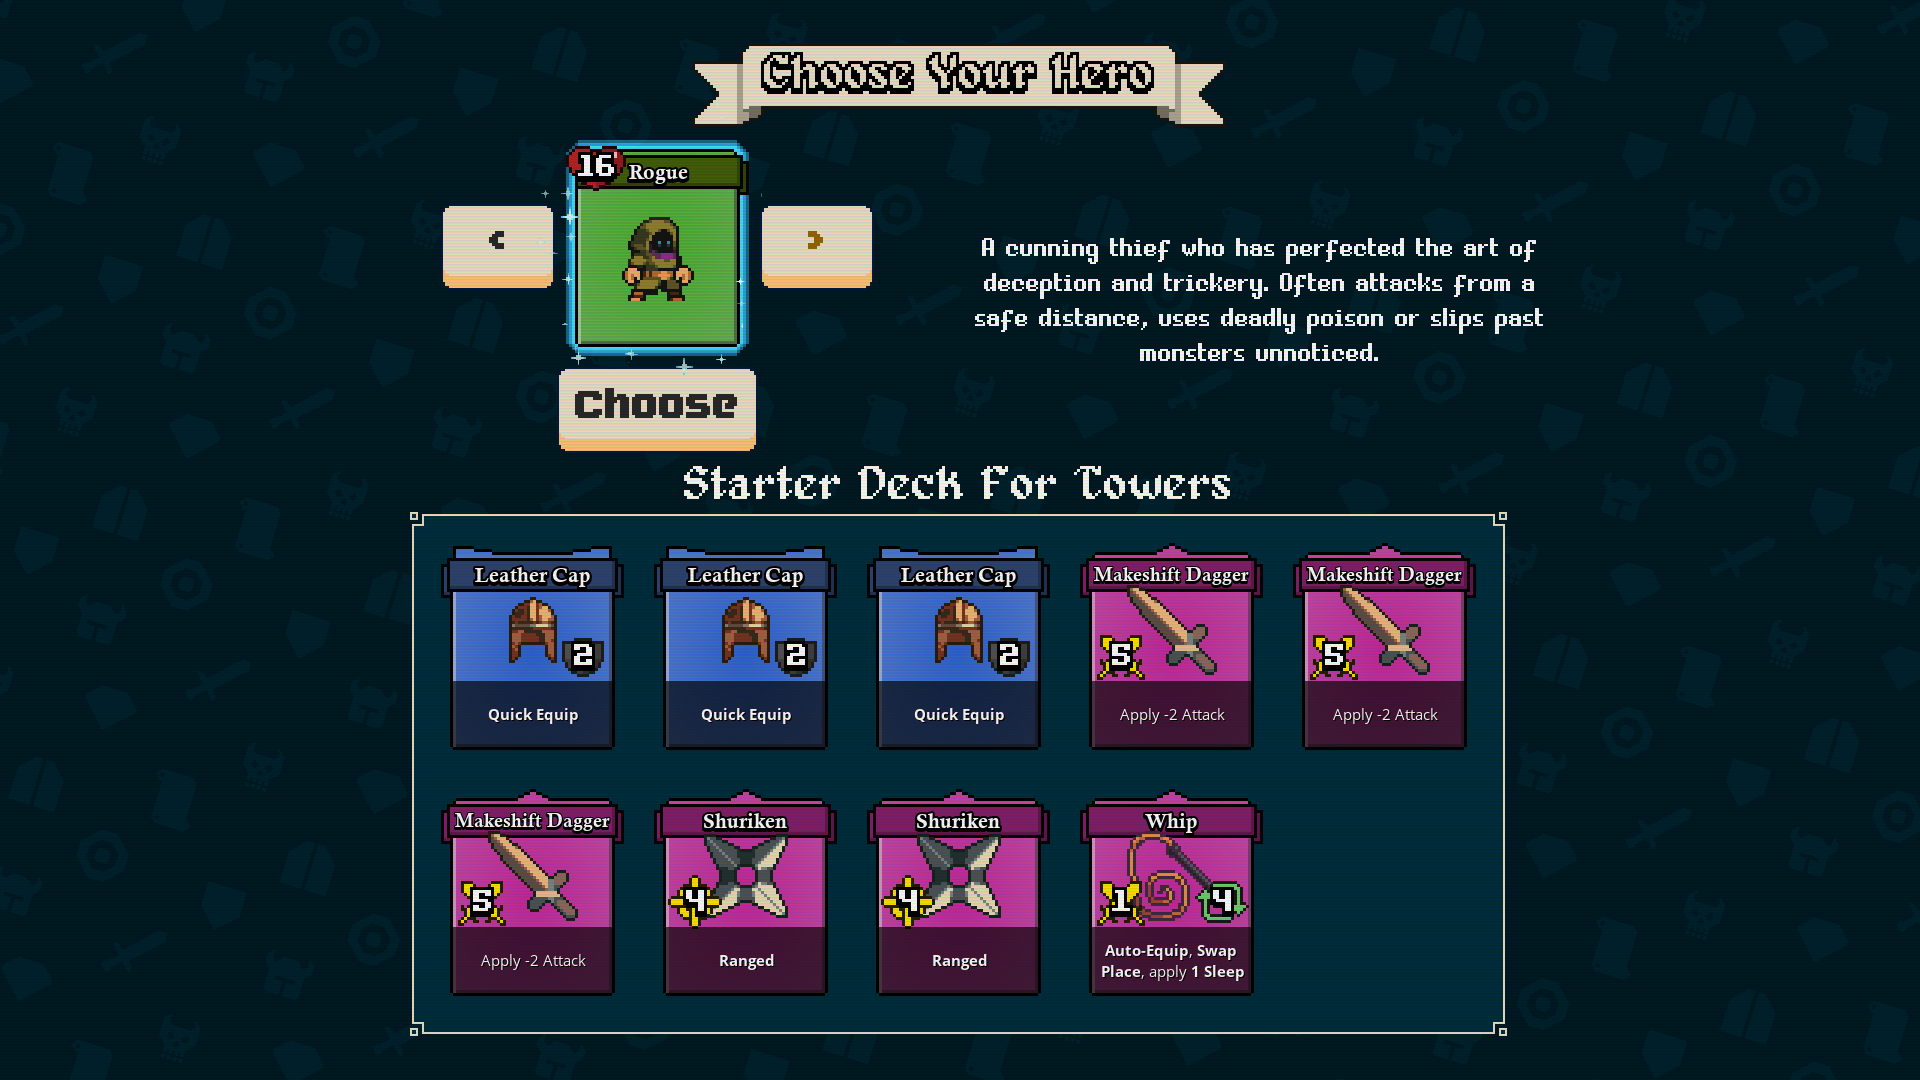 Choose Your Hero
16
Rogue
<
>
A cunning thief who has perfected the art of
deception and trickery. Often attacks from a
safe distance, uses deadly poison or slips past
monsters unnoticed.
Choose
Starter Deck For Towers
Leather Cap
2
Quick Equip
Leather Cap
2
Quick Equip
Leather Cap
2
Quick Equip
Makeshift Dagger
5
Apply -2 Attack
Makeshift Dagger
5
Apply -2 Attack
Makeshift Dagger
5
Apply -2 Attack
Shuriken
4
Ranged
Shuriken
4
Ranged
Whip
1 4
Auto-Equip, Swap
Place, apply 1 Sleep